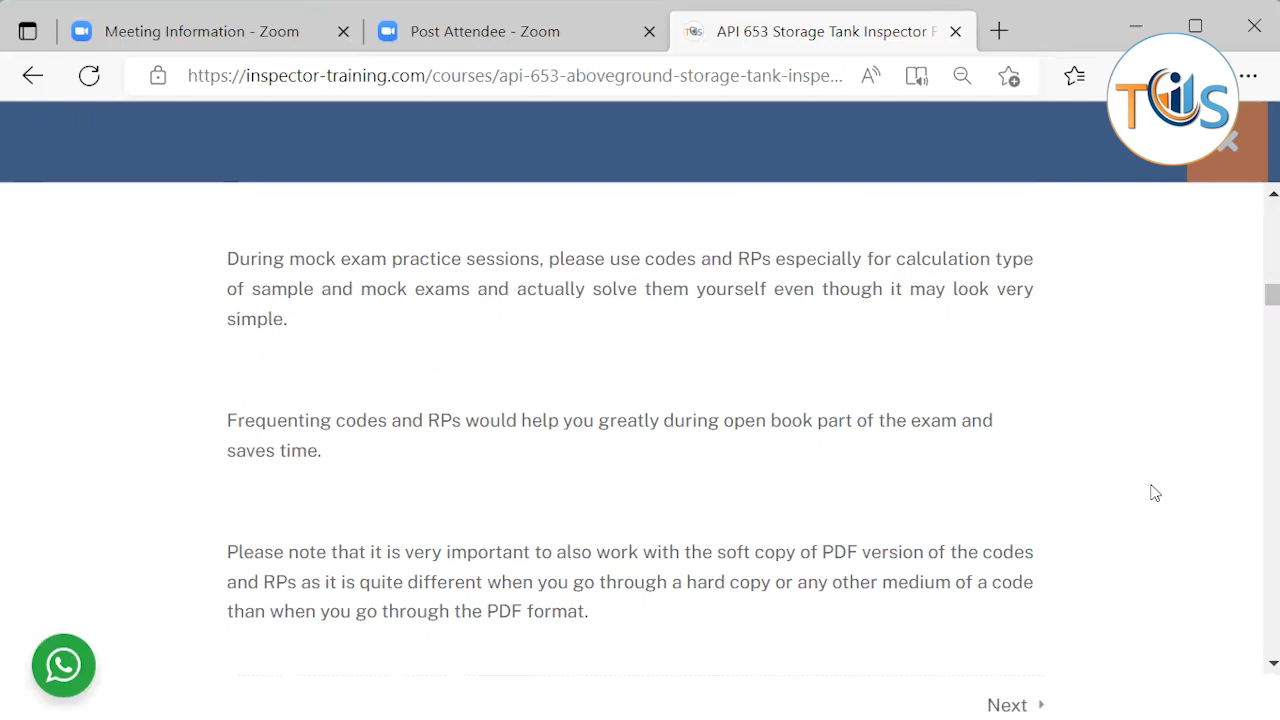 Meeting Information - Zoom
Post Attendee - Zoom
API 653 Storage Tank Inspector F
https://inspector-training.com/courses/api-653-aboveground-storage-tank-inspe...
TIS
During mock exam practice sessions, please use codes and RPs especially for calculation type
of sample and mock exams and actually solve them yourself even though it may look very
simple.
Frequenting codes and RPs would help you greatly during open book part of the exam and
saves time.
Please note that it is very important to also work with the soft copy of PDF version of the codes
and RPs as it is quite different when you go through a hard copy or any other medium of a code
than when you go through the PDF format.
Next